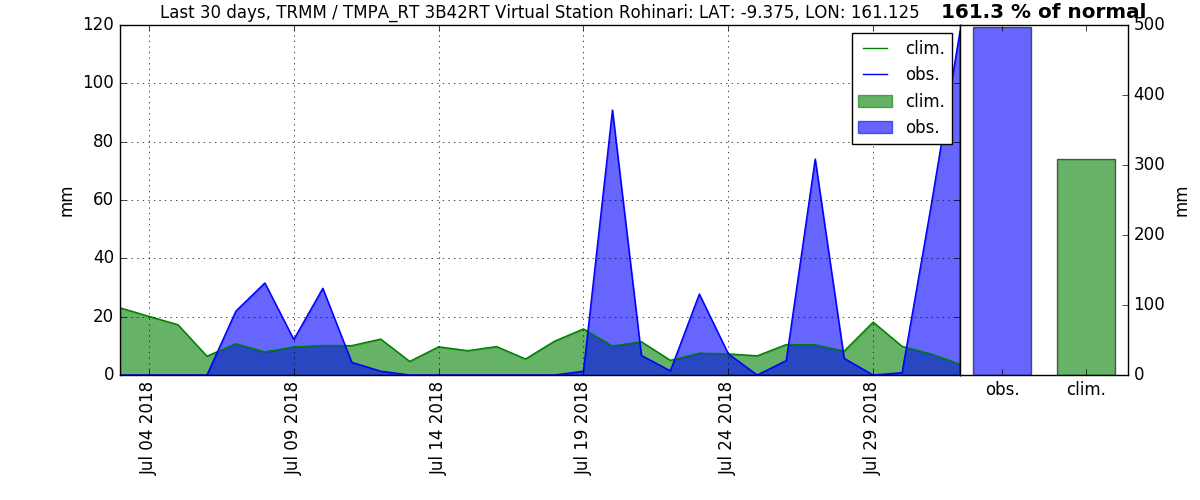 Last 30 days, TRMM / TMPA_RT 3B42RT Virtual Station Rohinari: LAT: -9.375, LON: 161.125
161.3 % of normal
120
100
80
60
40
20
0
mm
clim.
obs.
clim.
obs.
500
400
300
200
100
0
mm
Jul 04 2018
Jul 09 2018
Jul 14 2018
Jul 19 2018
Jul 24 2018
Jul 29 2018
obs.
clim.